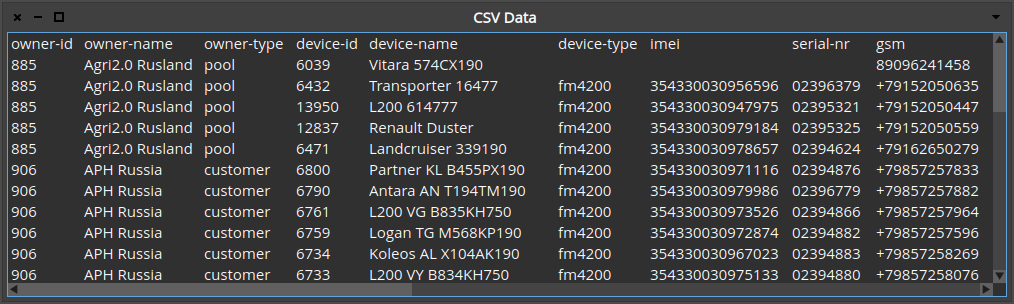 CSV Data
owner-id owner-name owner-type device-id device-name device-type imei serial-nr gsm
885 Agri2.0 Rusland pool 6039 Vitara 574CX190 89096241458
885 Agri2.0 Rusland pool 6432 Transporter 16477 fm4200 354330030956596 02396379 +79152050635
885 Agri2.0 Rusland pool 13950 L200 614777 fm4200 354330030947975 02395321 +79152050447
885 Agri2.0 Rusland pool 12837 Renault Duster fm4200 354330030979184 02395325 +79152050559
885 Agri2.0 Rusland pool 6471 Landcruiser 339190 fm4200 354330030978657 02394624 +79162650279
906 APH Russia customer 6800 Partner KL B455PX190 fm4200 354330030971116 02394876 +79857257833
906 APH Russia customer 6790 Antara AN T194TM190 fm4200 354330030979986 02396779 +79857257882
906 APH Russia customer 6761 L200 VG B835KH750 fm4200 354330030973526 02394866 +79857257964
906 APH Russia customer 6759 Logan TG M568KP190 fm4200 354330030972874 02394882 +79857257596
906 APH Russia customer 6734 Koleos AL X104AK190 fm4200 354330030967023 02394883 +79857258269
906 APH Russia customer 6733 L200 VY B834KH750 fm4200 354330030975133 02394880 +79857258076